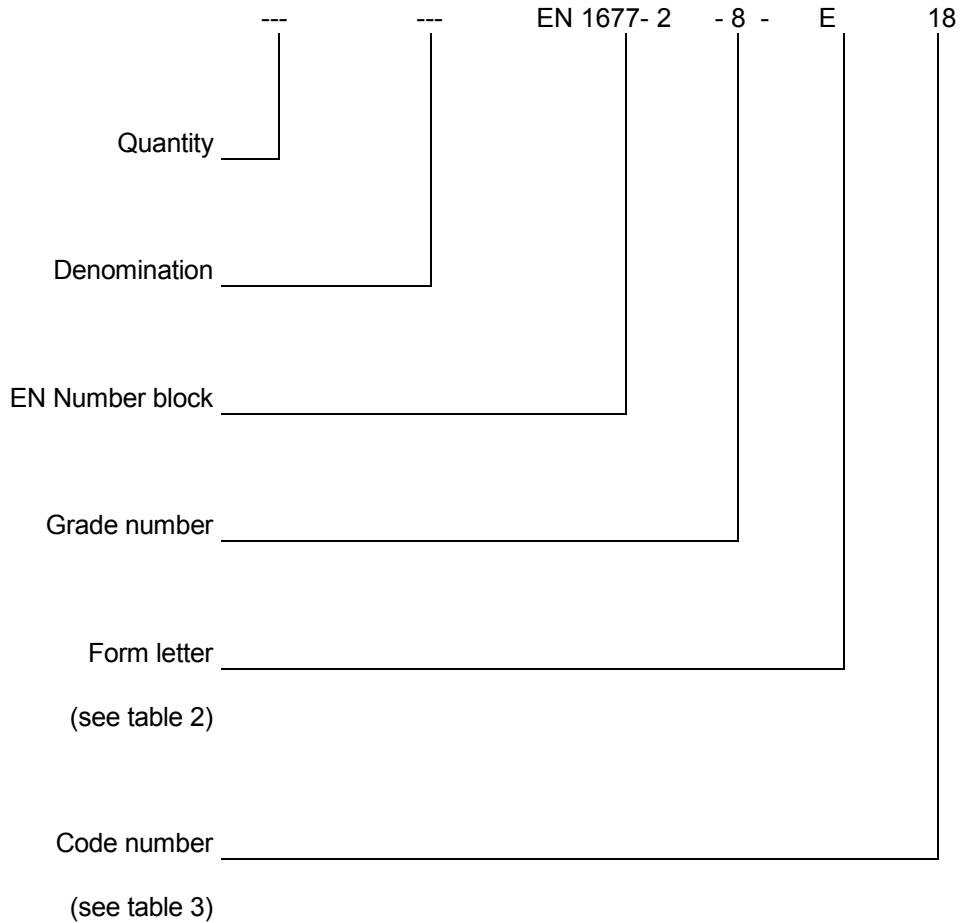 --- --- EN 1677- 2 - 8 - E 18
Quantity
Denomination
EN Number block
Grade number
Form letter
(see table 2)
Code number
(see table 3)